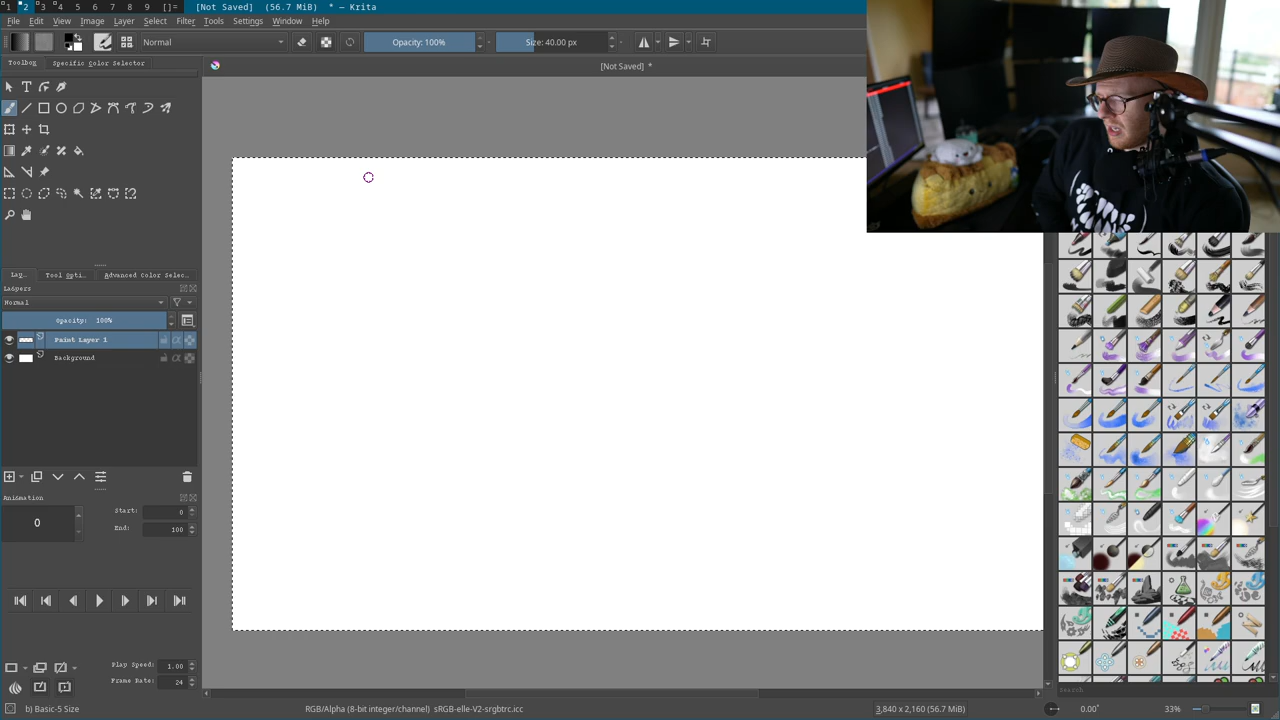 1 2 3 4 5 6 7 8 9 []= [Not Saved] (56.7 MiB) * — Krita
File Edit View Image Layer Select Filter Tools Settings Window Help
Normal Opacity: 100% Size: 40.00 px
Toolbox Specific Color Selector
[Not Saved] *
Lay... Tool Opti... Advanced Color Selec...
Layers
Normal
Opacity: 100%
Paint Layer 1
Background
Animation
0 Start: 0
End: 100
Play Speed: 1.00
Frame Rate: 24
Search
b) Basic-5 Size RGB/Alpha (8-bit integer/channel) sRGB-elle-V2-srgbtrc.icc 3,840 x 2,160 (56.7 MiB) 0.00° 33%